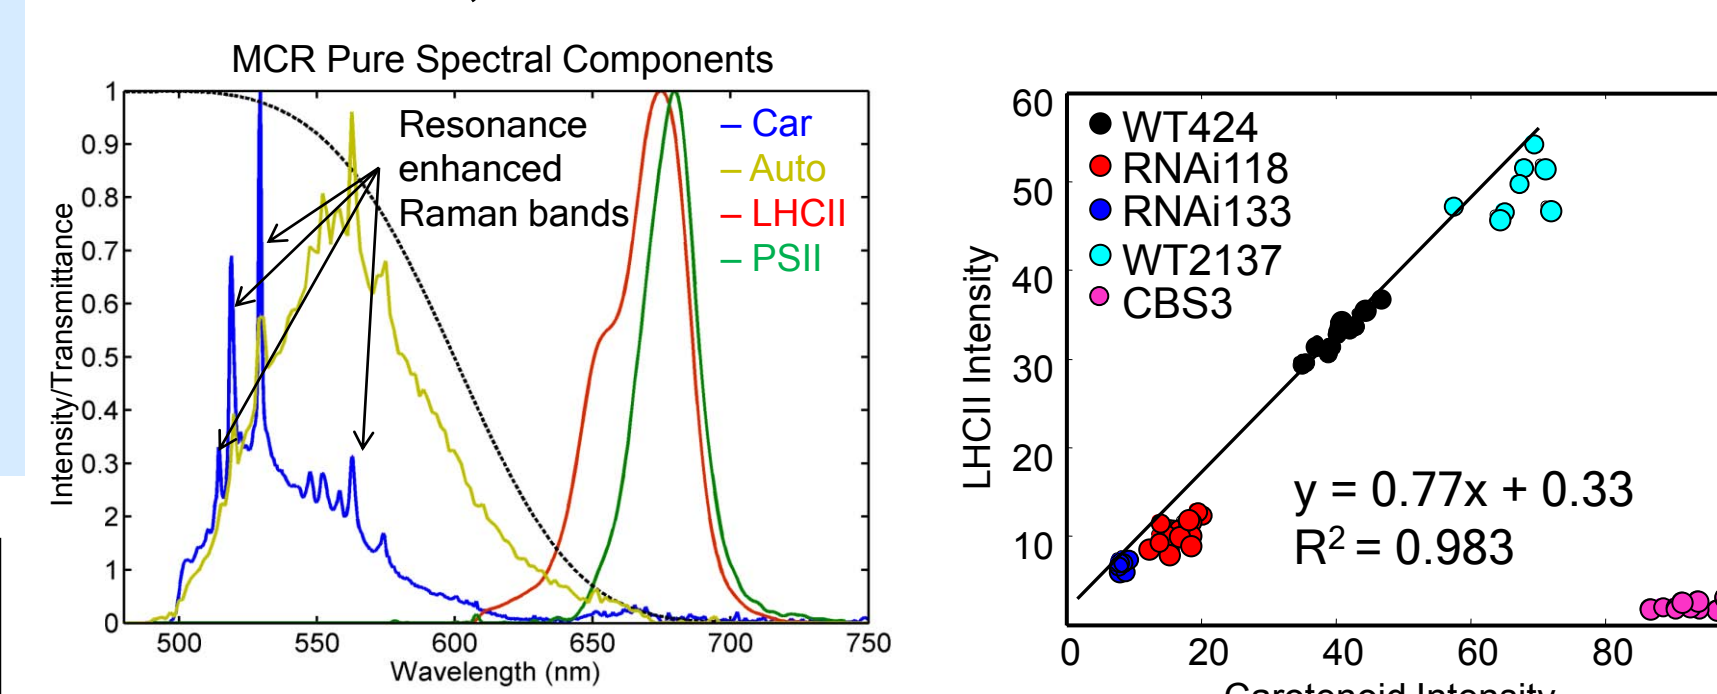 MCR Pure Spectral Components
1
0.9
0.8
0.7
0.6
0.5
0.4
0.3
2
1
0
Intensity/Transmittance
500 550 600 650 700 750
Wavelength (nm)
Resonance
enhanced
Raman bands
– Car
– Auto
– LHCII
– PSII
60
50
40
30
20
10
LHCII Intensity
WT424
RNAi118
RNAi133
WT2137
CBS3
y = 0.77x + 0.33
R² = 0.983
0 20 40 60 80
Carotenoid Intensity